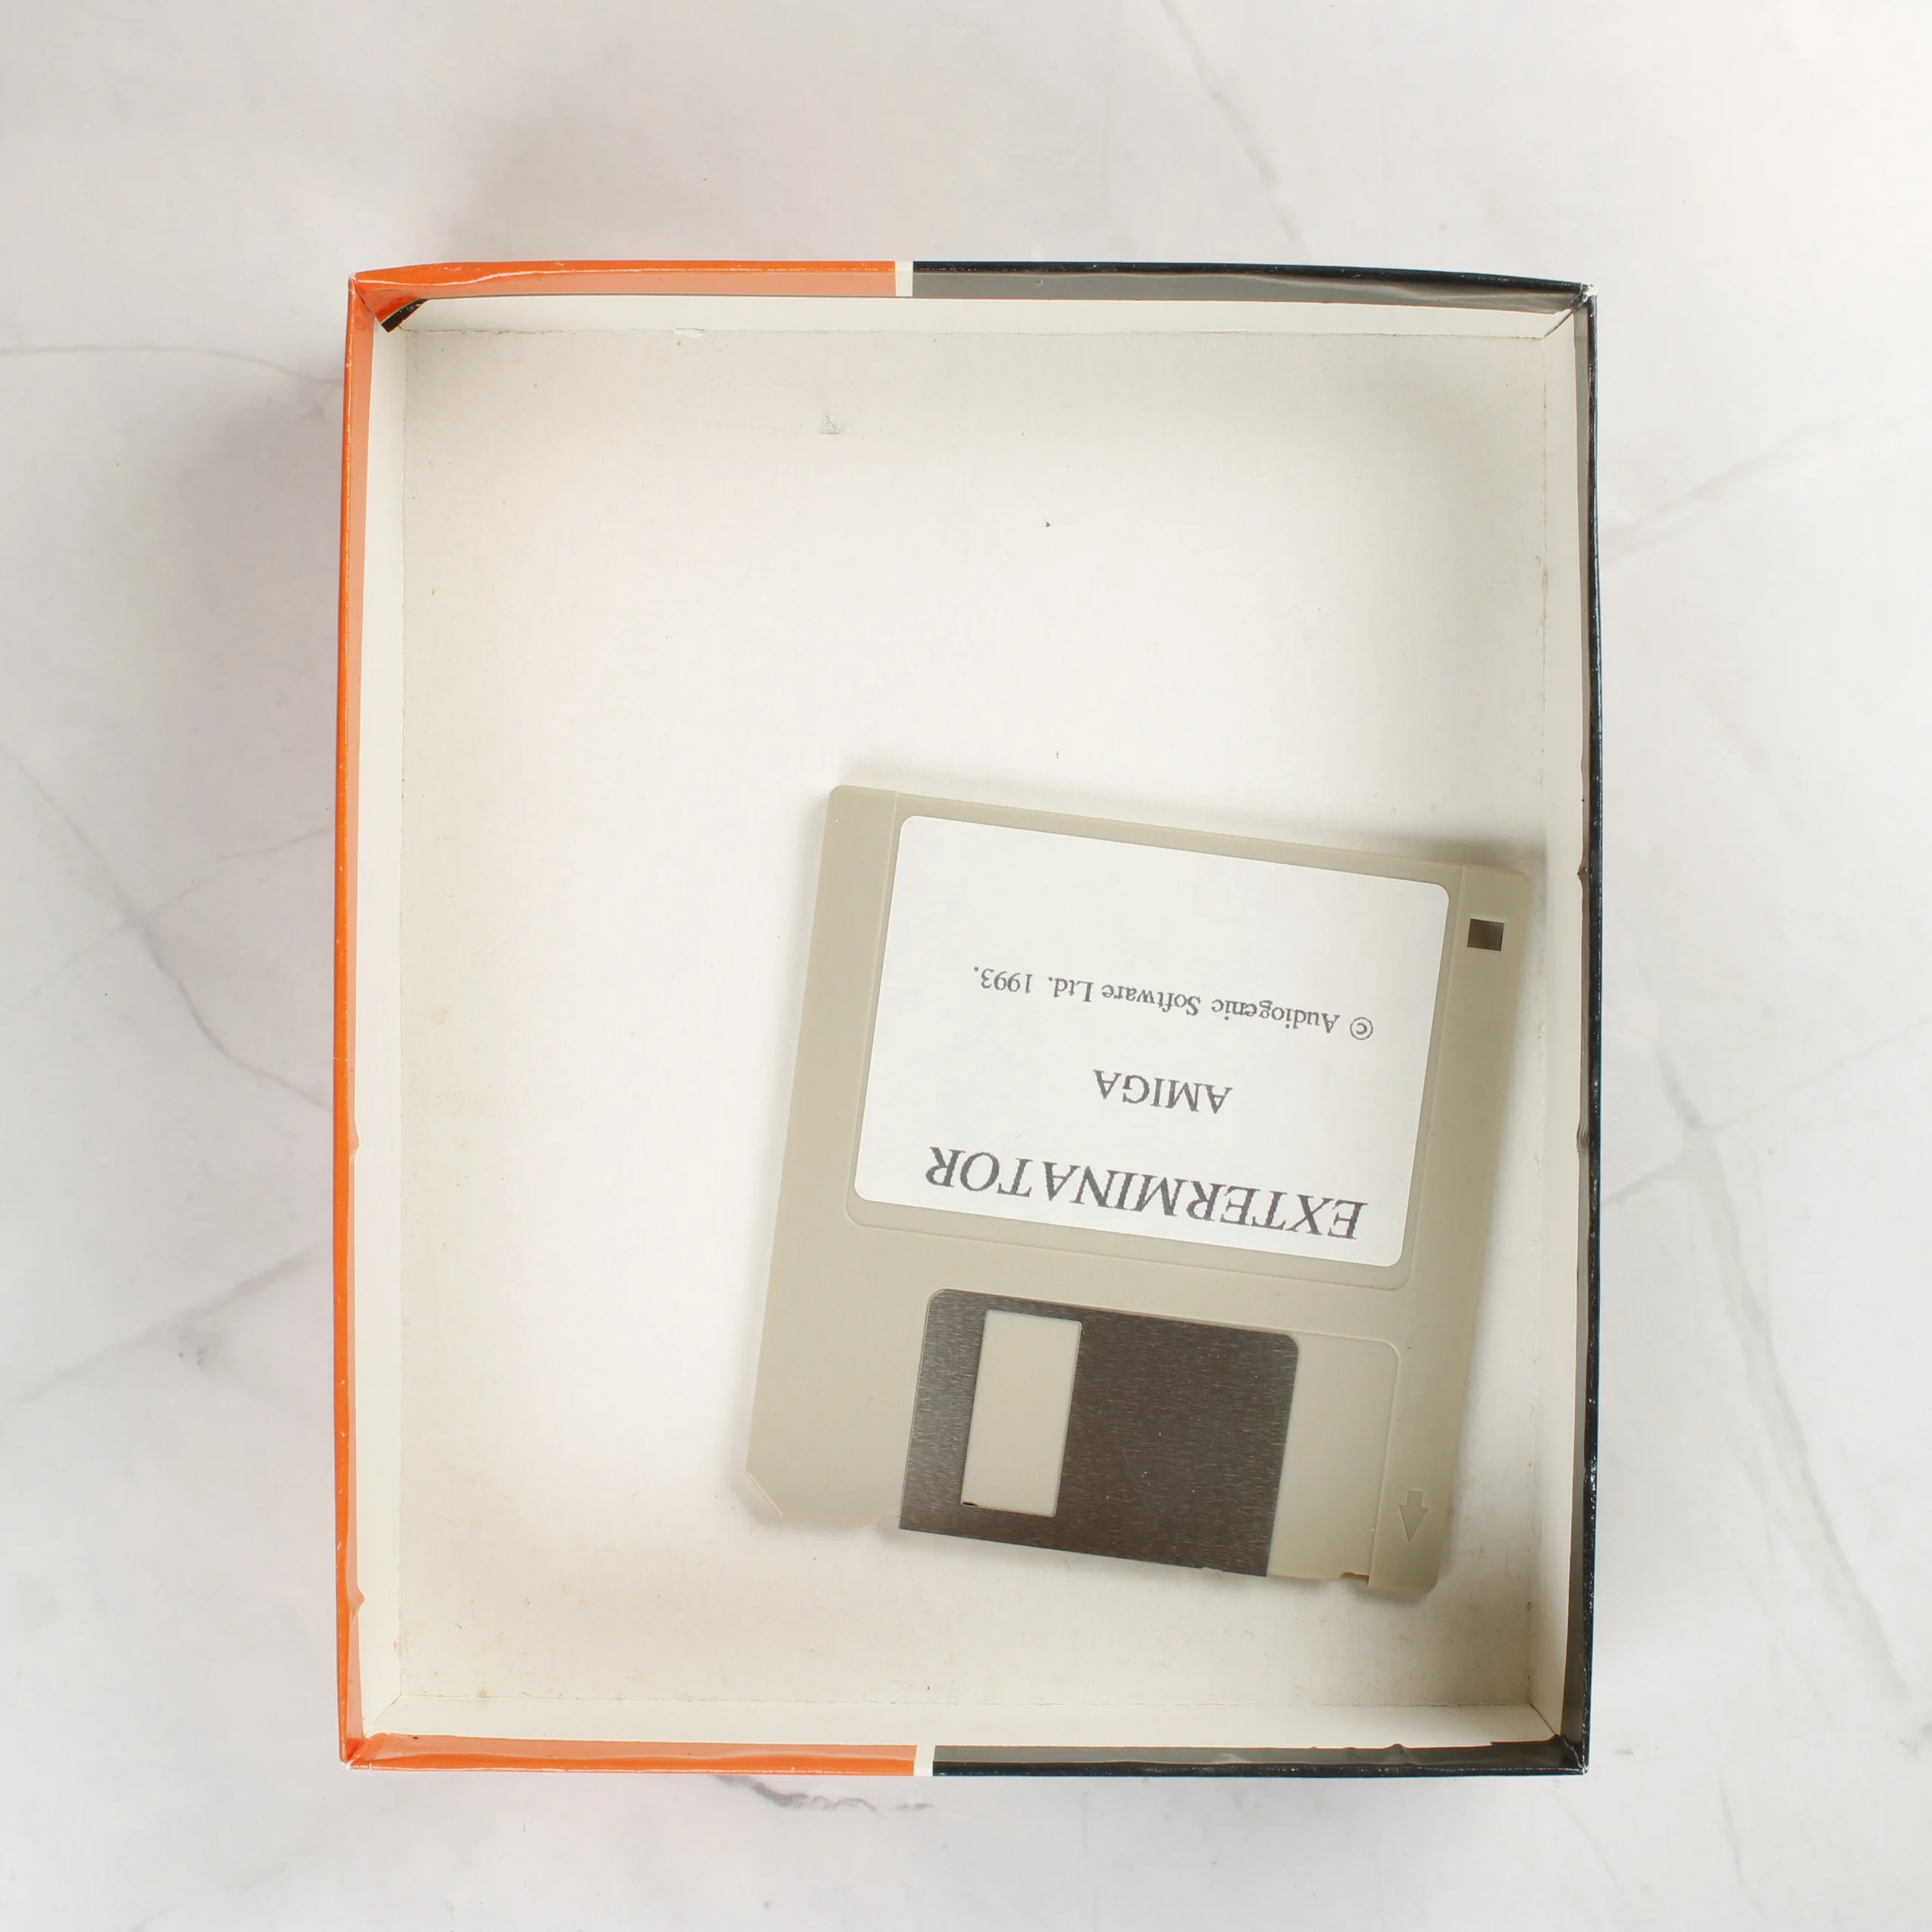 EXTERMINATOR
AMIGA
© Audiogenic Software Ltd. 1993.